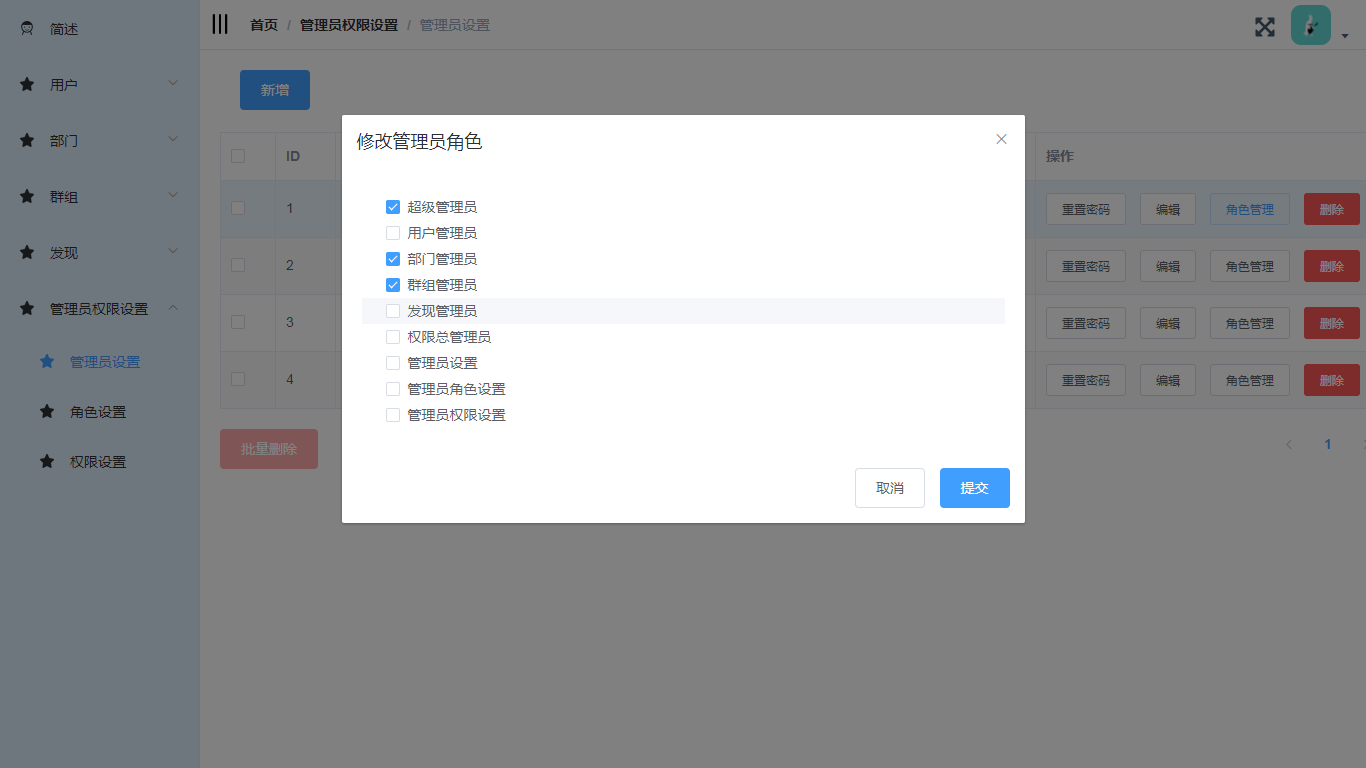 简述
用户
部门
群组
发现
管理员权限设置
管理员设置
角色设置
权限设置
首页 / 管理员权限设置 / 管理员设置
新增
ID 操作
1 重置密码 编辑 角色管理 删除
2 重置密码 编辑 角色管理 删除
3 重置密码 编辑 角色管理 删除
4 重置密码 编辑 角色管理 删除
批量删除
1
修改管理员角色
超级管理员
用户管理员
部门管理员
群组管理员
发现管理员
权限总管理员
管理员设置
管理员角色设置
管理员权限设置
取消 提交